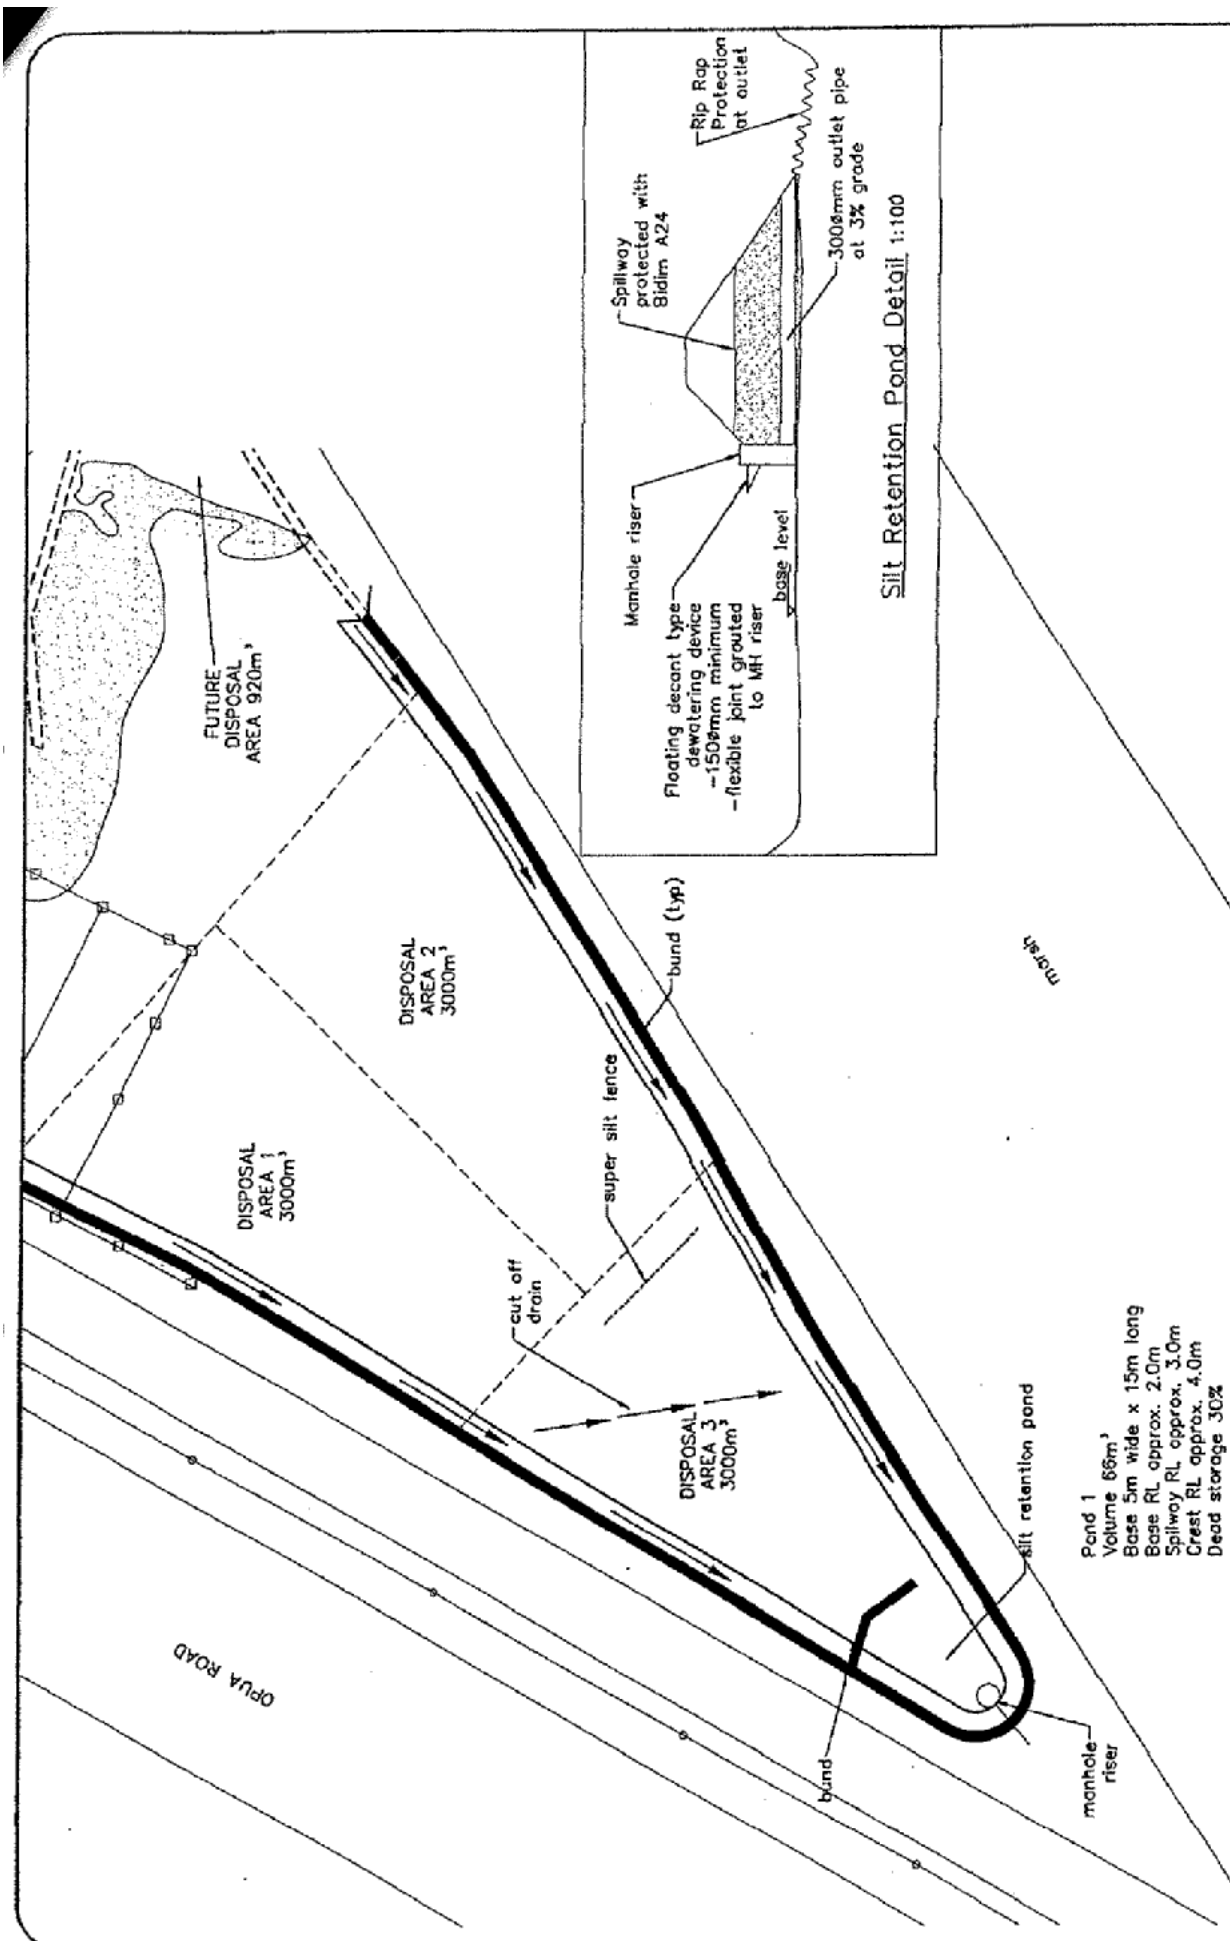 Rip Rap
Protection
at outlet
Spillway
protected with
Bidim A24
300ømm outlet pipe
at 3% grade
Manhole riser
Floating decant type
dewatering device
-150ømm minimum
-flexible joint grouted
to MH riser
base level
Silt Retention Pond Detail 1:100
FUTURE
DISPOSAL
AREA 920m³
DISPOSAL
AREA 2
3000m³
bund (typ)
marsh
DISPOSAL
AREA 1
3000m³
super silt fence
cut off
drain
DISPOSAL
AREA 3
3000m³
silt retention pond
Pond 1
Volume 66m³
Base 5m wide x 15m long
Base RL approx. 2.0m
Spilway RL approx. 3.0m
Crest RL approx. 4.0m
Dead storage 30%
OPUA ROAD
bund
manhole
riser